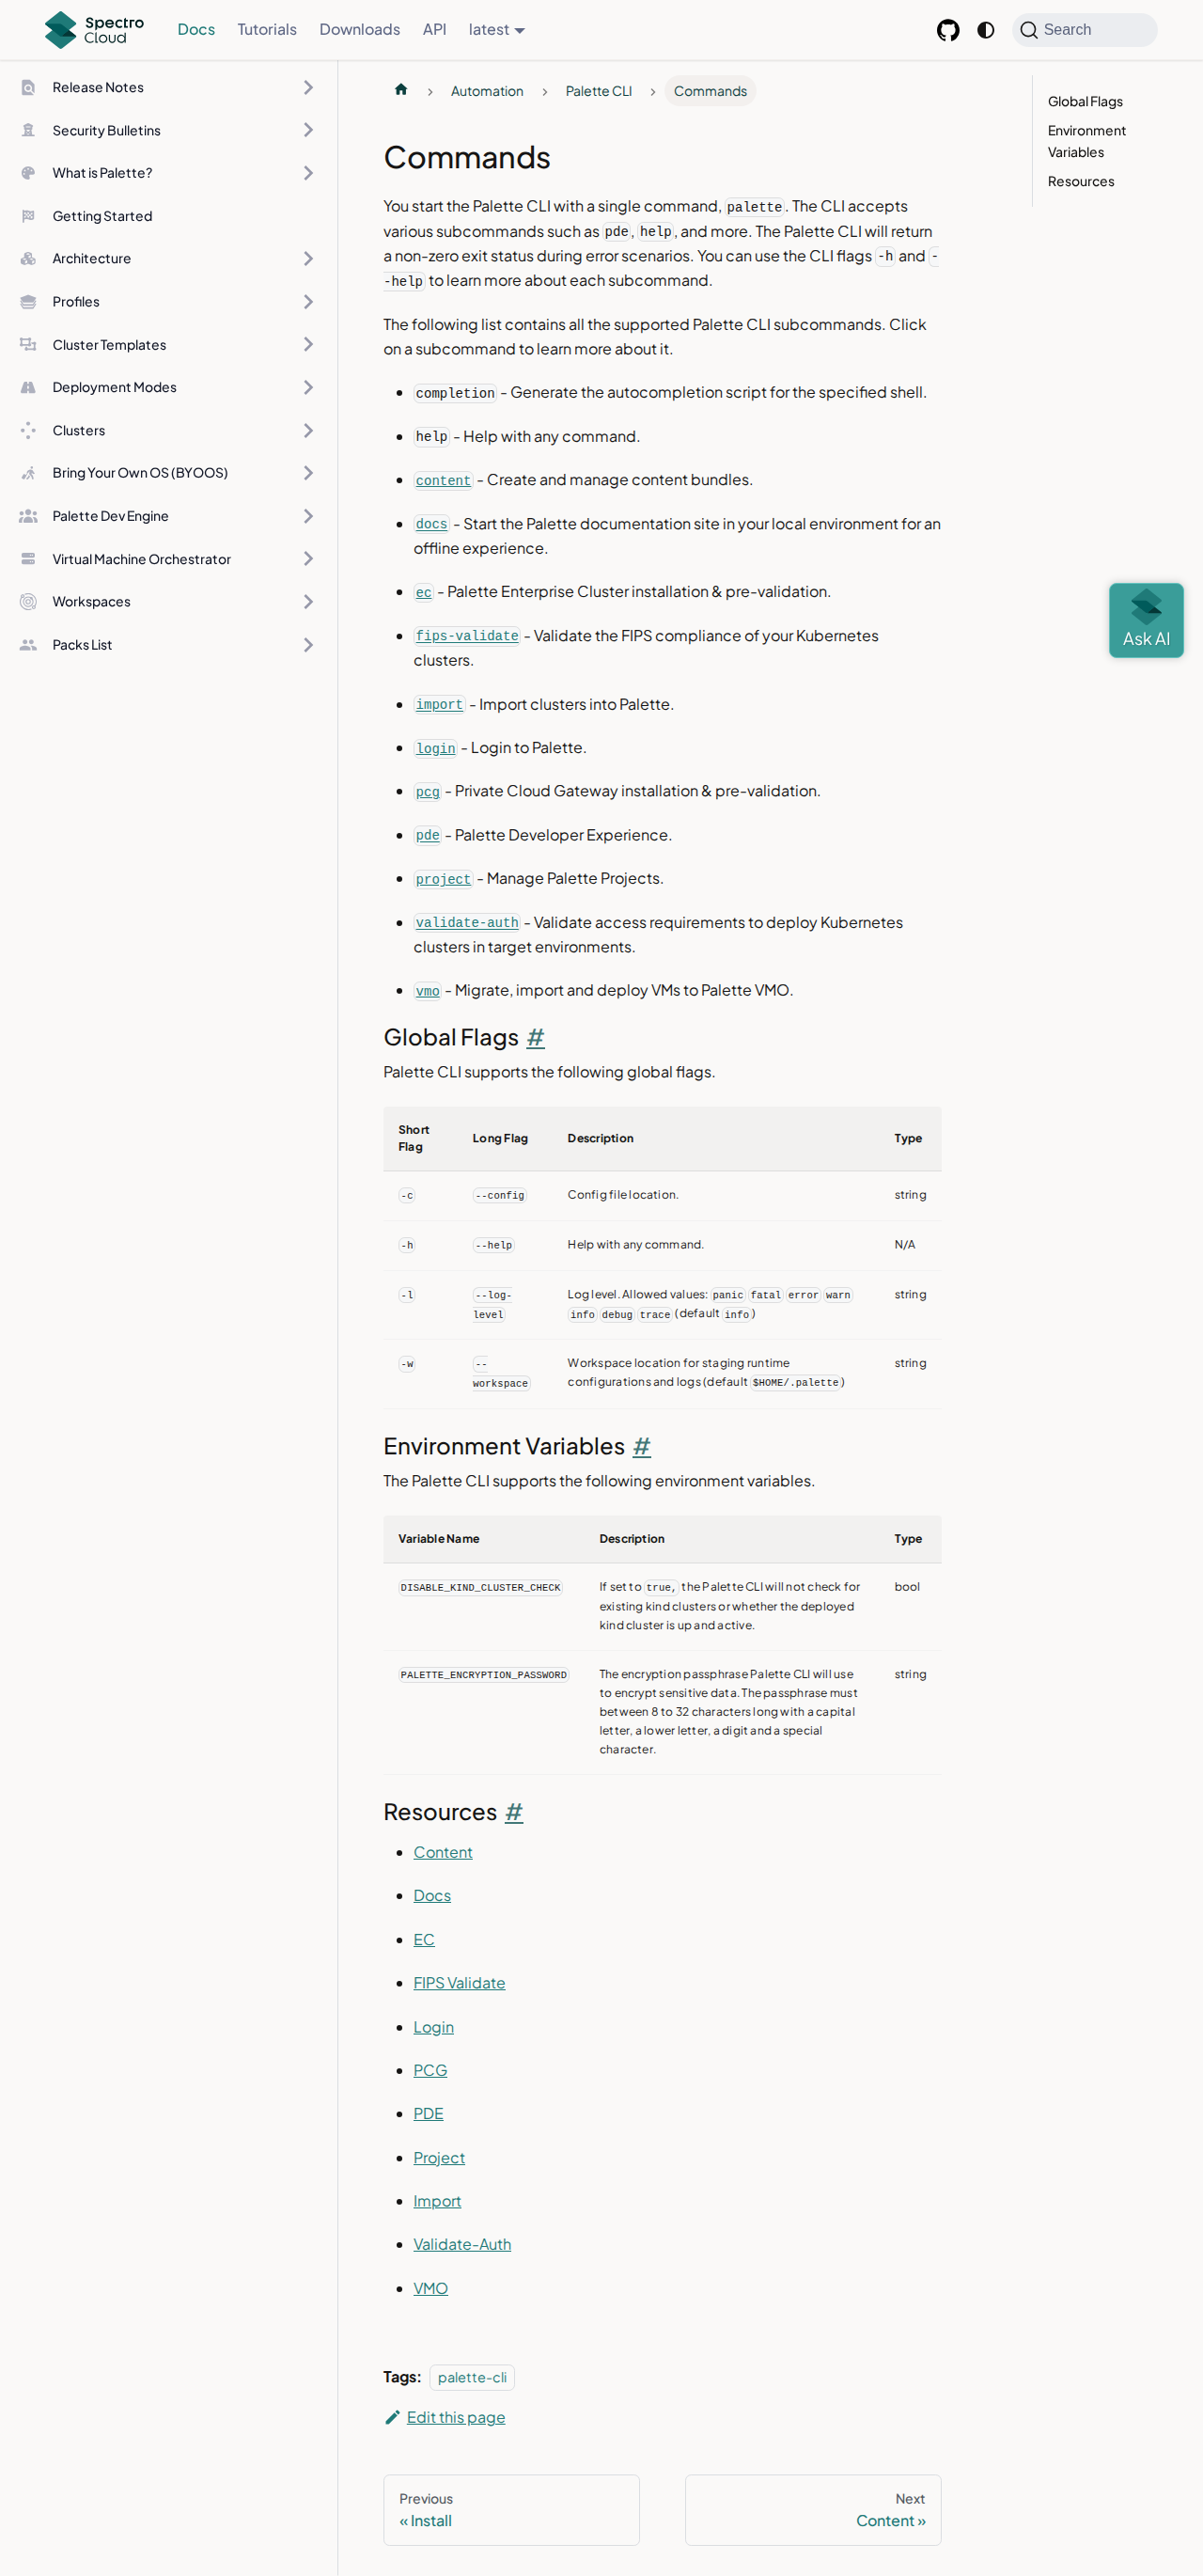 Spectro Cloud
Docs
Tutorials
Downloads
API
latest
Search
Release Notes
Security Bulletins
What is Palette?
Getting Started
Architecture
Profiles
Cluster Templates
Deployment Modes
Clusters
Bring Your Own OS (BYOOS)
Palette Dev Engine
Virtual Machine Orchestrator
Workspaces
Packs List
Automation
Palette CLI
Commands
Commands
You start the Palette CLI with a single command, palette. The CLI accepts
various subcommands such as pde, help, and more. The Palette CLI will return
a non-zero exit status during error scenarios. You can use the CLI flags -h and -
-help to learn more about each subcommand.
The following list contains all the supported Palette CLI subcommands. Click
on a subcommand to learn more about it.
completion - Generate the autocompletion script for the specified shell.
help - Help with any command.
content - Create and manage content bundles.
docs - Start the Palette documentation site in your local environment for an
offline experience.
ec - Palette Enterprise Cluster installation & pre-validation.
fips-validate - Validate the FIPS compliance of your Kubernetes
clusters.
import - Import clusters into Palette.
login - Login to Palette.
pcg - Private Cloud Gateway installation & pre-validation.
pde - Palette Developer Experience.
project - Manage Palette Projects.
validate-auth - Validate access requirements to deploy Kubernetes
clusters in target environments.
vmo - Migrate, import and deploy VMs to Palette VMO.
Global Flags #
Palette CLI supports the following global flags.
Short Flag
Long Flag
Description
Type
-c
--config
Config file location.
string
-h
--help
Help with any command.
N/A
-l
--log-
level
Log level. Allowed values: panic fatal error warn
info debug trace (default info)
string
-w
--
workspace
Workspace location for staging runtime
configurations and logs (default $HOME/.palette)
string
Environment Variables #
The Palette CLI supports the following environment variables.
Variable Name
Description
Type
DISABLE_KIND_CLUSTER_CHECK
If set to true, the Palette CLI will not check for
existing kind clusters or whether the deployed
kind cluster is up and active.
bool
PALETTE_ENCRYPTION_PASSWORD
The encryption passphrase Palette CLI will use
to encrypt sensitive data. The passphrase must
between 8 to 32 characters long with a capital
letter, a lower letter, a digit and a special
character.
string
Resources #
Content
Docs
EC
FIPS Validate
Login
PCG
PDE
Project
Import
Validate-Auth
VMO
Tags: palette-cli
Edit this page
Previous
« Install
Next
Content »
Global Flags
Environment
Variables
Resources
Ask AI